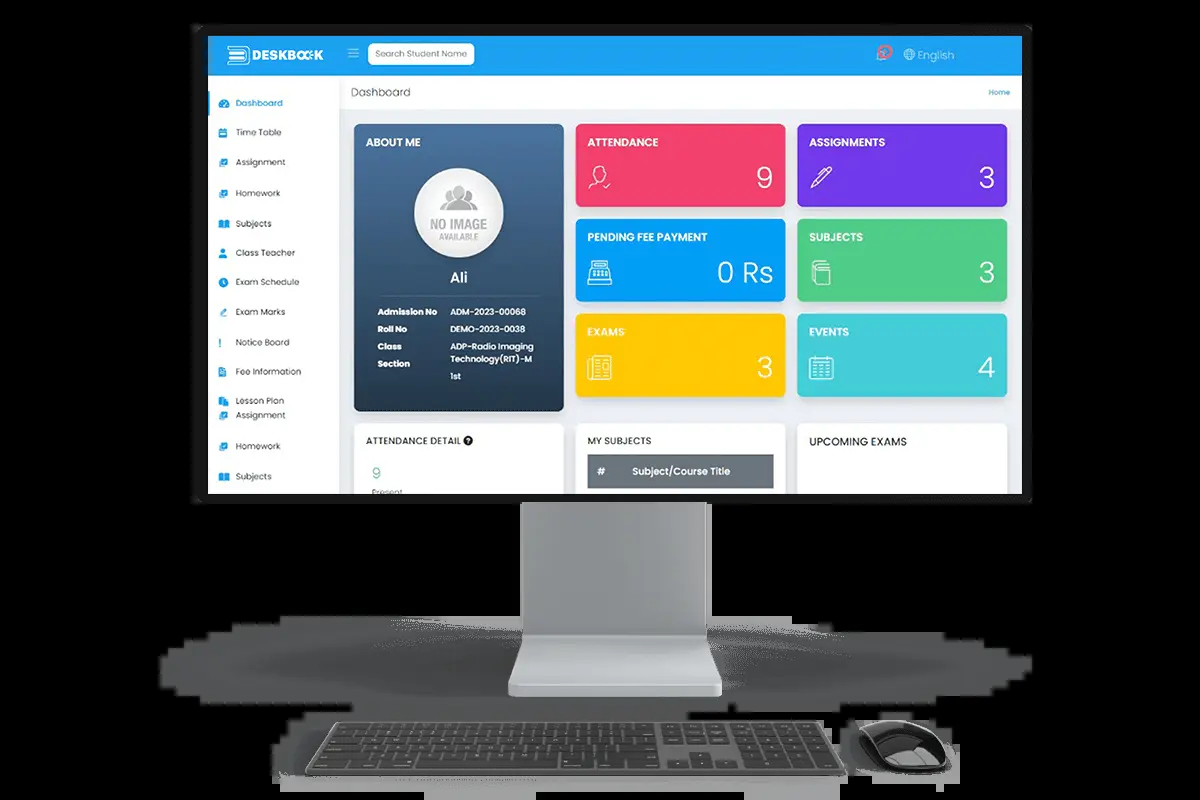 DESKBOOK
Search Student Name
English
Dashboard
Home
Dashboard
Time Table
Assignment
Homework
Subjects
Class Teacher
Exam Schedule
Exam Marks
Notice Board
Fee Information
Lesson Plan
Assignment
Homework
Subjects
ABOUT ME
NO IMAGE
AVAILABLE
Ali
Admission No ADM-2023-00068
Roll No DEMO-2023-0038
Class ADP-Radio Imaging
Technology(RIT)-M
Section
1st
ATTENDANCE
9
ASSIGNMENTS
3
PENDING FEE PAYMENT
0 Rs
SUBJECTS
3
EXAMS
3
EVENTS
4
ATTENDANCE DETAIL ?
9
Present
MY SUBJECTS
# Subject/Course Title
UPCOMING EXAMS